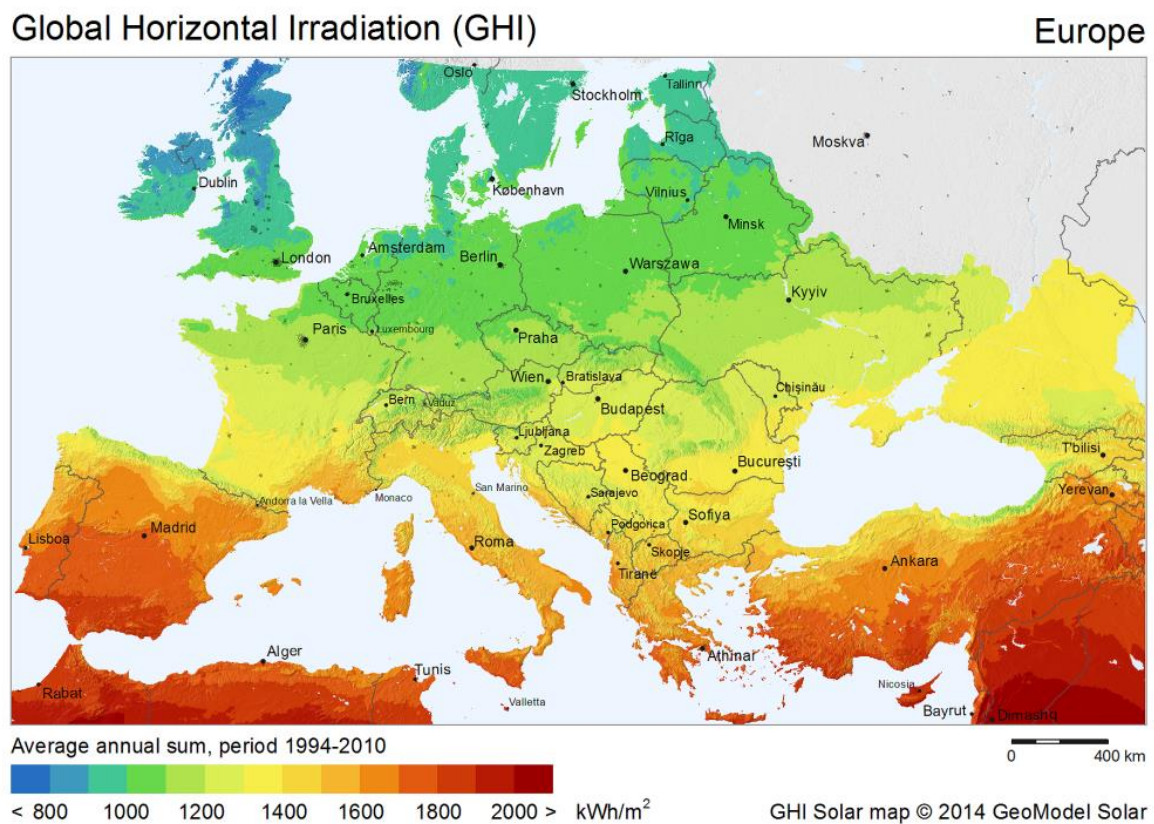 Global Horizontal Irradiation (GHI)
Europe
Oslo
Tallinn
Stockholm
Moskva
Rīga
Dublin
København
Vilnius
Minsk
Amsterdam
London
Berlin
Warszawa
Bruxelles
Kyyiv
Paris
Luxembourg
Praha
Wien
Bratislava
Chişinău
Bern
Vaduz
Budapest
Ljubljana
Zagreb
T'bilisi
Beograd
Bucureşti
Yerevan
Monaco
San Marino
Sarajevo
Andorra la Vella
Madrid
Sofiya
Podgorica
Lisboa
Roma
Skopje
Ankara
Tiranë
Alger
Athínai
Tunis
Rabat
Valletta
Nicosia
Bayrut
Dimashq
Average annual sum, period 1994-2010
0 400 km
< 800 1000 1200 1400 1600 1800 2000 > kWh/m²
GHI Solar map © 2014 GeoModel Solar